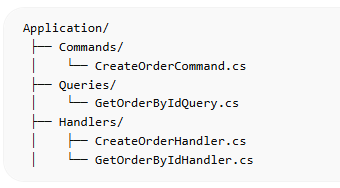 Application/
├── Commands/
│    └── CreateOrderCommand.cs
├── Queries/
│    └── GetOrderByIdQuery.cs
├── Handlers/
│    ├── CreateOrderHandler.cs
│    └── GetOrderByIdHandler.cs